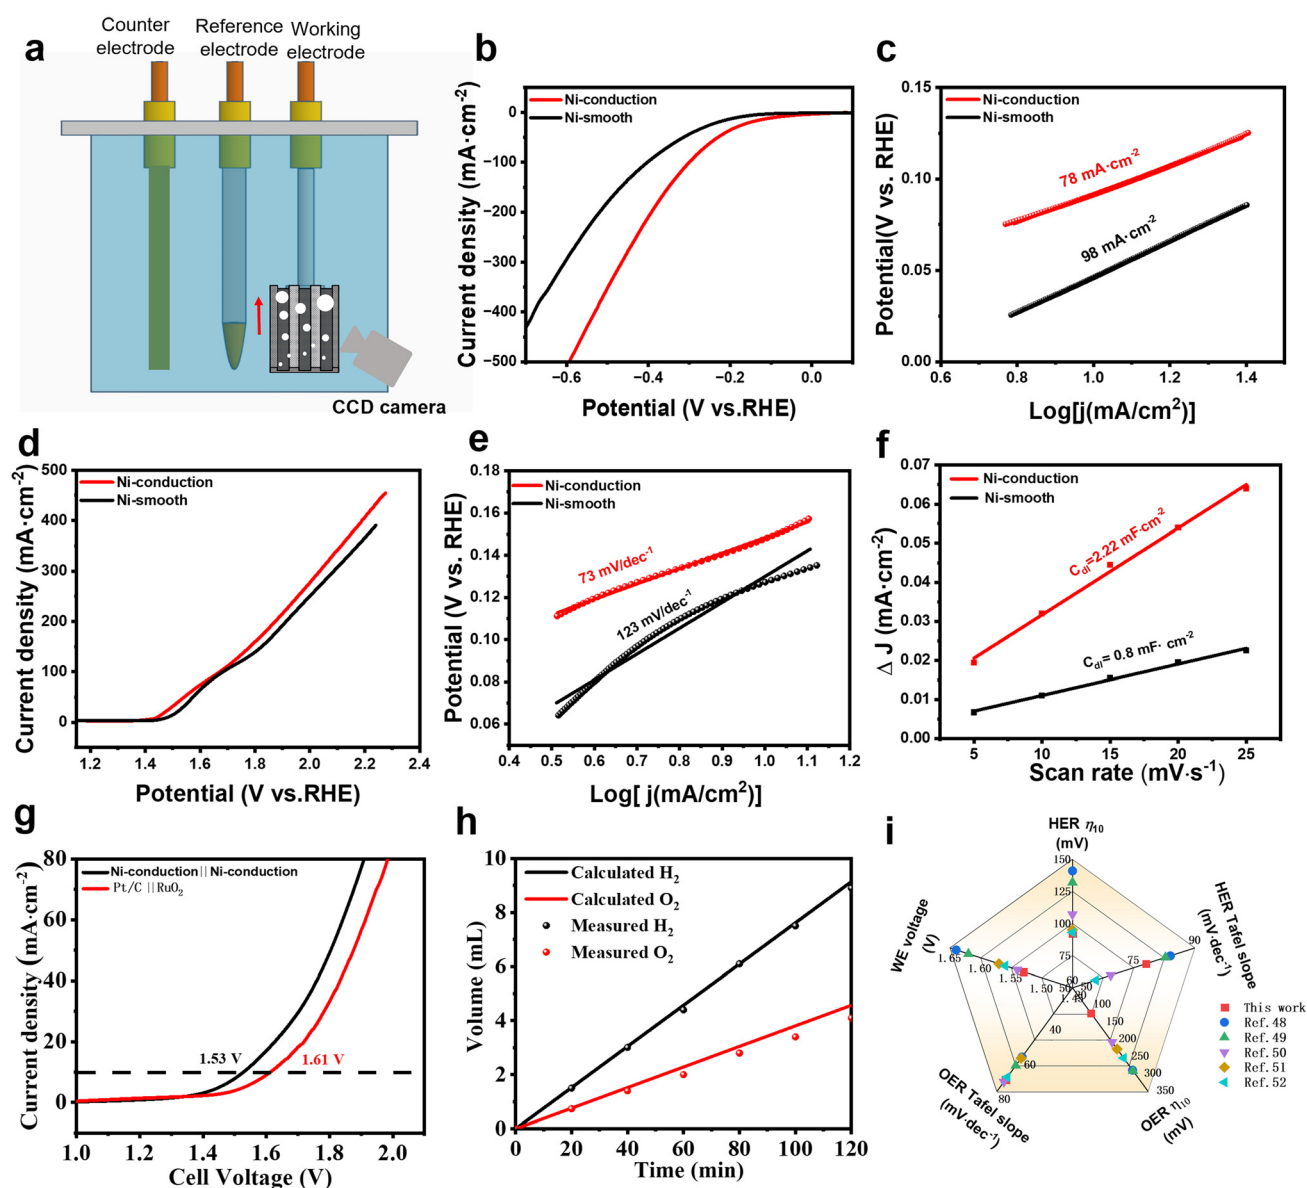 a
Counter
electrode
Reference
electrode
Working
electrode
CCD camera
b
Ni-conduction
Ni-smooth
Current density (mA·cm⁻²)
0
−100
−200
−300
−400
−500
−0.6
−0.4
−0.2
0.0
Potential (V vs.RHE)
c
Ni-conduction
Ni-smooth
78 mA·cm⁻²
98 mA·cm⁻²
Potential(V vs. RHE)
0.15
0.10
0.05
0.00
0.6
0.8
1.0
1.2
1.4
Log[j(mA/cm²)]
d
Ni-conduction
Ni-smooth
Current density (mA·cm⁻²)
500
400
300
200
100
0
1.2
1.4
1.6
1.8
2.0
2.2
2.4
Potential (V vs.RHE)
e
Ni-conduction
Ni-smooth
73 mV/dec⁻¹
123 mV/dec⁻¹
Potential (V vs. RHE)
0.18
0.16
0.14
0.12
0.10
0.08
0.06
0.4
0.5
0.6
0.7
0.8
0.9
1.0
1.1
1.2
Log[ j(mA/cm²)]
f
Ni-conduction
Ni-smooth
C_dl=2.22 mF·cm⁻²
C_dl= 0.8 mF· cm⁻²
Δ J (mA·cm⁻²)
0.07
0.06
0.05
0.04
0.03
0.02
0.01
0.00
5
10
15
20
25
Scan rate (mV·s⁻¹)
g
Ni-conduction||Ni-conduction
Pt/C ||RuO₂
1.53 V
1.61 V
Current density (mA·cm⁻²)
80
60
40
20
0
1.0
1.2
1.4
1.6
1.8
2.0
Cell Voltage (V)
h
Calculated H₂
Calculated O₂
Measured H₂
Measured O₂
Volume (mL)
10
8
6
4
2
0
0
20
40
60
80
100
120
Time (min)
i
HER η₁₀
(mV)
150
125
75
50
HER Tafel slope
(mV·dec⁻¹)
90
75
60
50
OER η₁₀
(mV)
100
150
200
250
300
350
OER Tafel slope
(mV·dec⁻¹)
40
60
80
WE voltage
(V)
1.50
1.55
1.60
1.65
This work
Ref.48
Ref.49
Ref.50
Ref.51
Ref.52